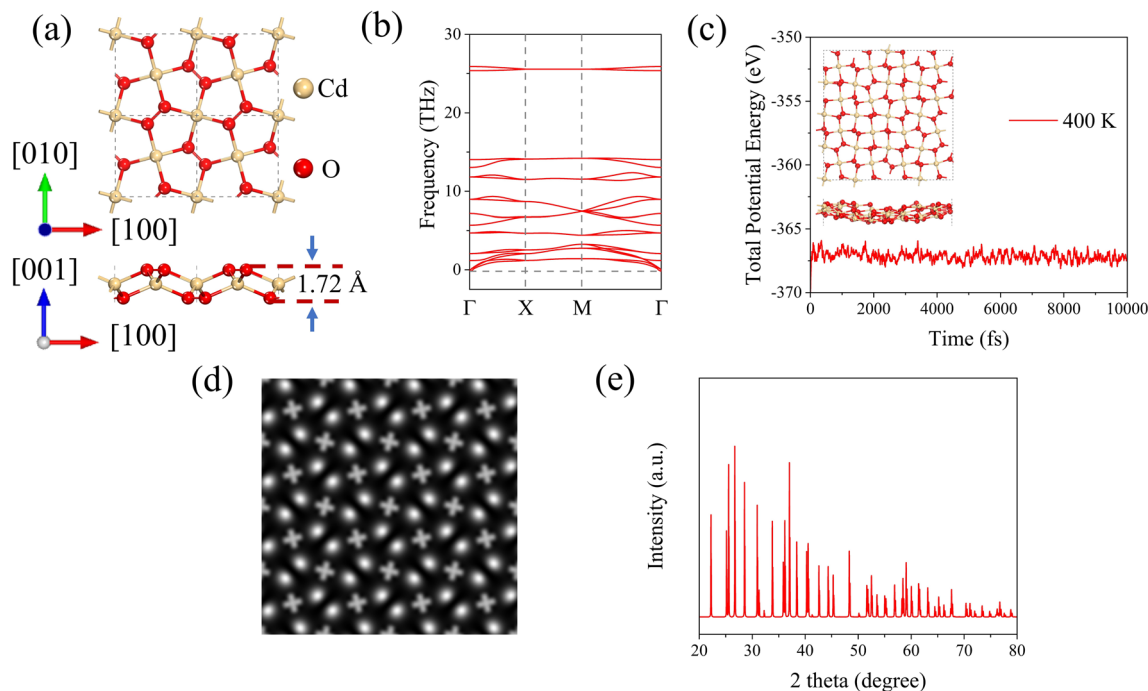 (a)
Cd
O
[010]
[100]
[001]
1.72 Å
[100]
(b)
Frequency (THz)
30
20
10
0
Γ
X
M
Γ
(c)
Total Potential Energy (eV)
-350
-355
-360
-365
-370
400 K
0
2000
4000
6000
8000
10000
Time (fs)
(d)
(e)
Intensity (a.u.)
20
30
40
50
60
70
80
2 theta (degree)